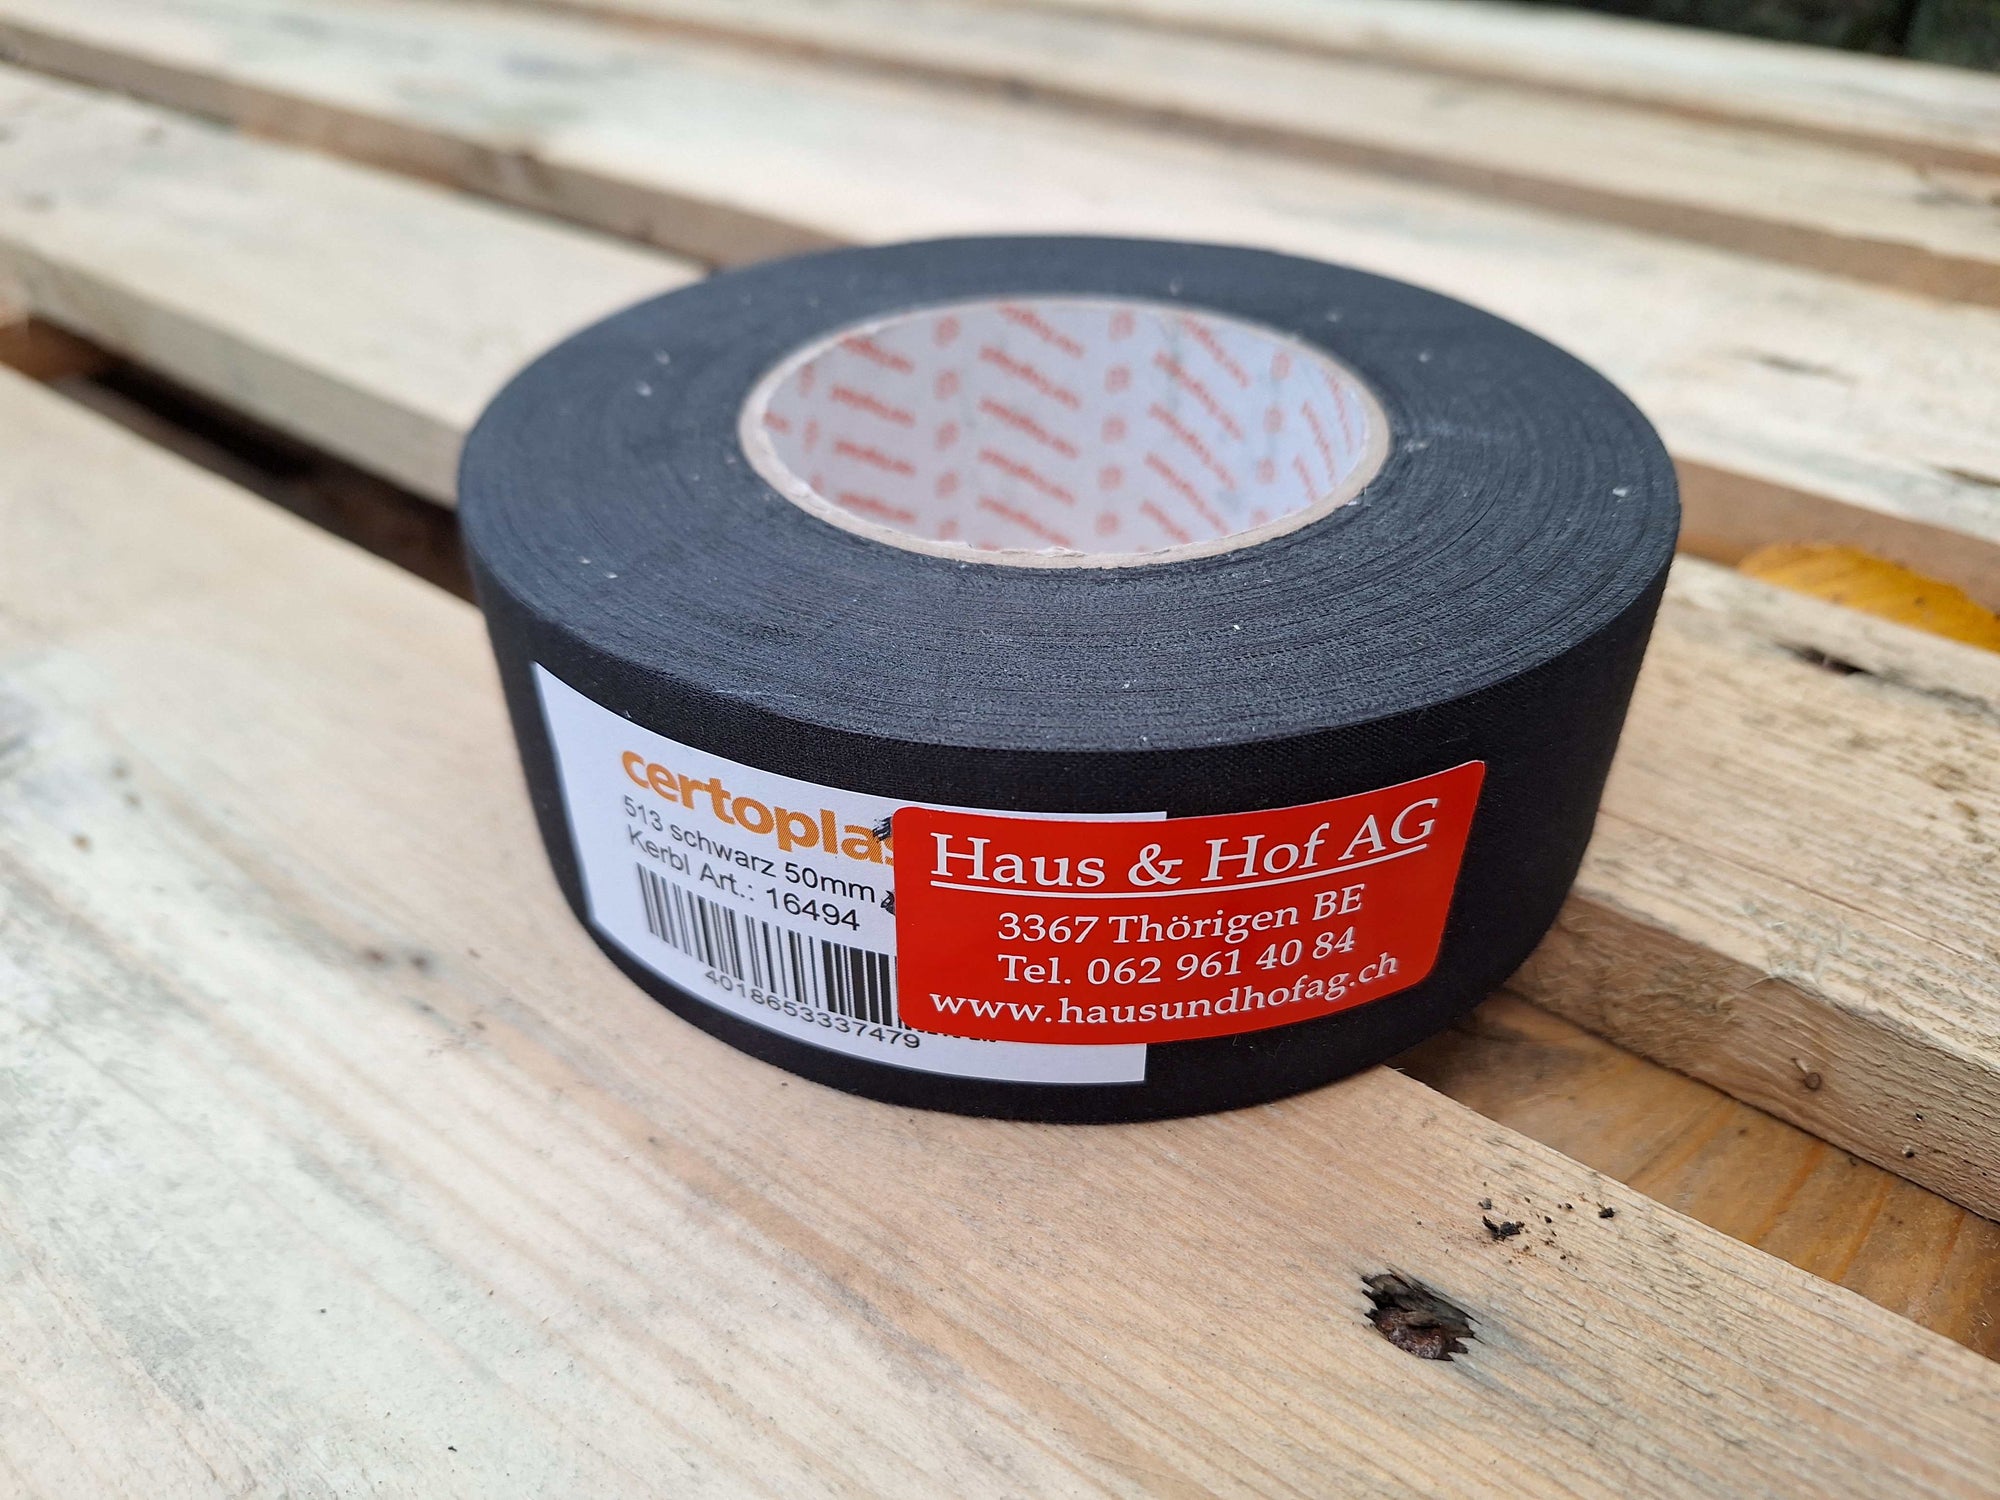 certoplas
513 schwarz 50mm
Kerbl Art.: 16494
4018653337479
Haus & Hof AG
3367 Thörigen BE
Tel. 062 961 40 84
www.hausundhofag.ch